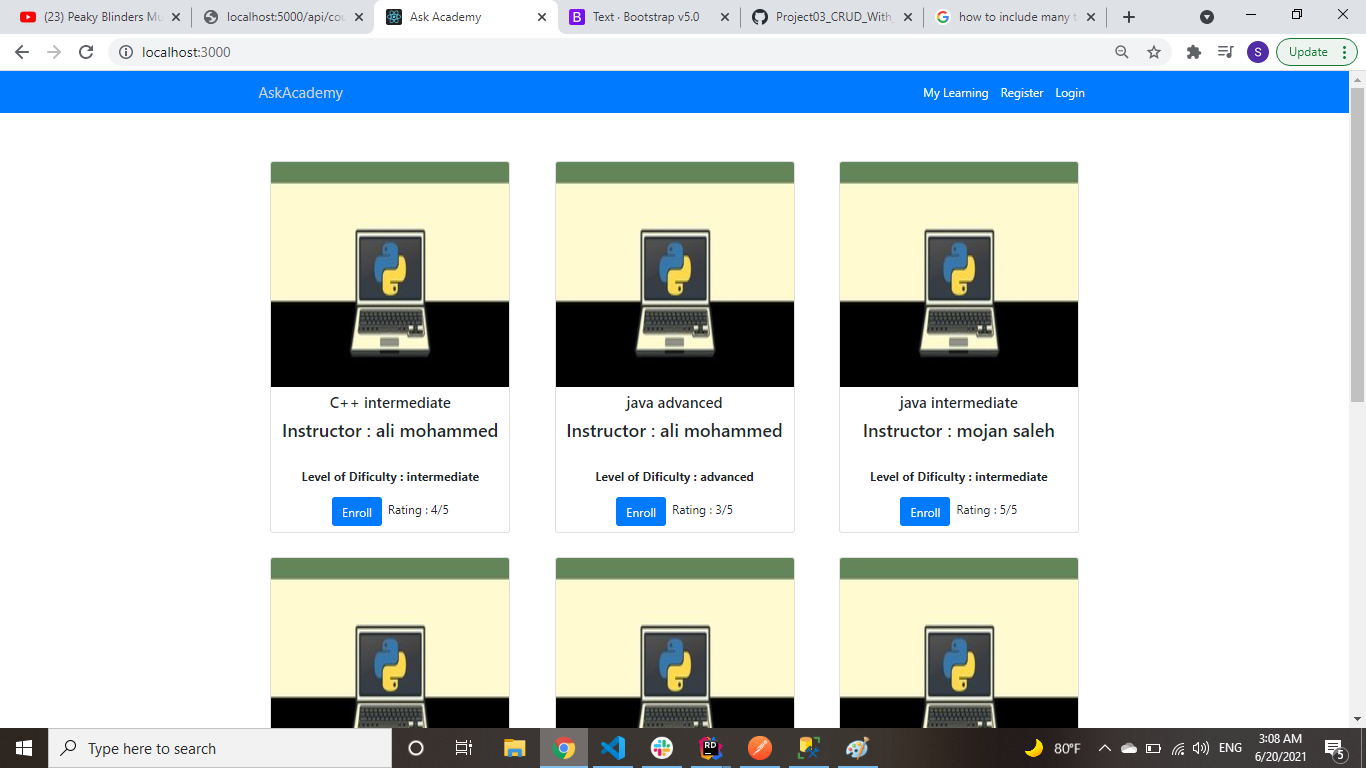 (23) Peaky Blinders Mu
localhost:5000/api/cou
Ask Academy
Text · Bootstrap v5.0
Project03_CRUD_With_
how to include many t
localhost:3000
S
Update
AskAcademy
My Learning Register Login
C++ intermediate
Instructor : ali mohammed
Level of Dificulty : intermediate
Enroll Rating : 4/5
java advanced
Instructor : ali mohammed
Level of Dificulty : advanced
Enroll Rating : 3/5
java intermediate
Instructor : mojan saleh
Level of Dificulty : intermediate
Enroll Rating : 5/5
Type here to search
RD
80°F
ENG
3:08 AM
6/20/2021
5